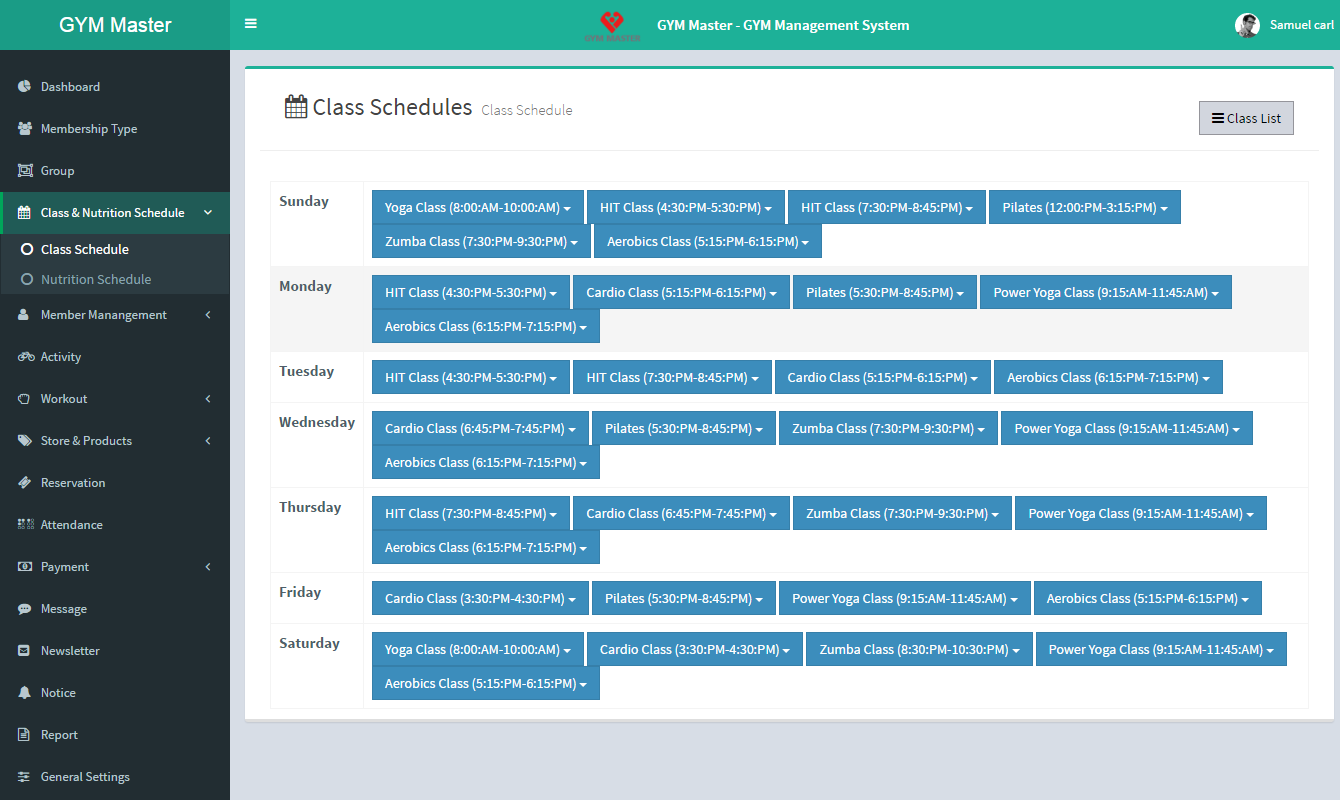 GYM Master
GYM MASTER
GYM Master - GYM Management System
Samuel carl
Dashboard
Membership Type
Group
Class & Nutrition Schedule
Class Schedule
Nutrition Schedule
Member Manangement
Activity
Workout
Store & Products
Reservation
Attendance
Payment
Message
Newsletter
Notice
Report
General Settings
Class Schedules Class Schedule
Class List
Sunday
Yoga Class (8:00:AM-10:00:AM) HIT Class (4:30:PM-5:30:PM) HIT Class (7:30:PM-8:45:PM) Pilates (12:00:PM-3:15:PM)
Zumba Class (7:30:PM-9:30:PM) Aerobics Class (5:15:PM-6:15:PM)
Monday
HIT Class (4:30:PM-5:30:PM) Cardio Class (5:15:PM-6:15:PM) Pilates (5:30:PM-8:45:PM) Power Yoga Class (9:15:AM-11:45:AM)
Aerobics Class (6:15:PM-7:15:PM)
Tuesday
HIT Class (4:30:PM-5:30:PM) HIT Class (7:30:PM-8:45:PM) Cardio Class (5:15:PM-6:15:PM) Aerobics Class (6:15:PM-7:15:PM)
Wednesday
Cardio Class (6:45:PM-7:45:PM) Pilates (5:30:PM-8:45:PM) Zumba Class (7:30:PM-9:30:PM) Power Yoga Class (9:15:AM-11:45:AM)
Aerobics Class (6:15:PM-7:15:PM)
Thursday
HIT Class (7:30:PM-8:45:PM) Cardio Class (6:45:PM-7:45:PM) Zumba Class (7:30:PM-9:30:PM) Power Yoga Class (9:15:AM-11:45:AM)
Aerobics Class (6:15:PM-7:15:PM)
Friday
Cardio Class (3:30:PM-4:30:PM) Pilates (5:30:PM-8:45:PM) Power Yoga Class (9:15:AM-11:45:AM) Aerobics Class (5:15:PM-6:15:PM)
Saturday
Yoga Class (8:00:AM-10:00:AM) Cardio Class (3:30:PM-4:30:PM) Zumba Class (8:30:PM-10:30:PM) Power Yoga Class (9:15:AM-11:45:AM)
Aerobics Class (5:15:PM-6:15:PM)